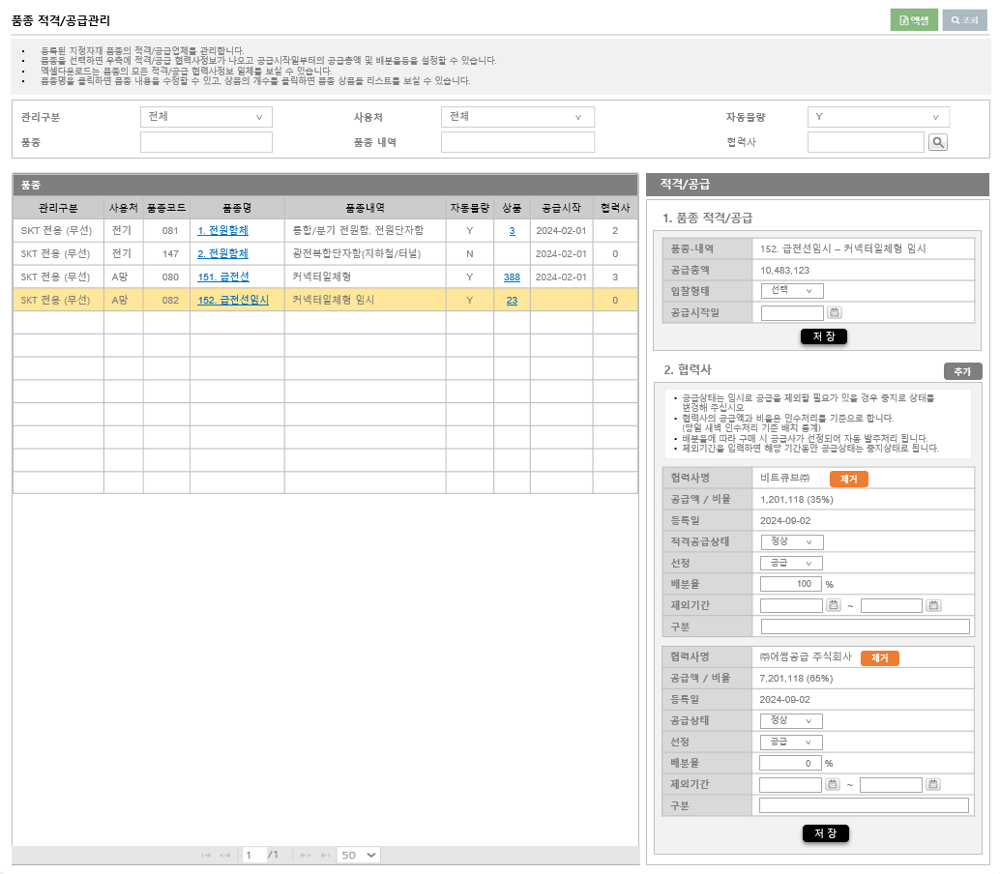 품종 적격/공급관리
엑셀 조회
• 등록된 지정자재 품종의 적격/공급업체를 관리합니다.
• 품종을 선택하면 우측에 적격/공급 협력사정보가 나오고 공급시작일부터의 공급총액 및 배분율등을 설정할 수 있습니다.
• 엑셀다운로드는 품종의 모든 적격/공급 협력사정보 일체를 보실 수 있습니다.
• 품종명을 클릭하면 품종 내용을 수정할 수 있고, 상품의 개수를 클릭하면 품종 상품들 리스트를 보실 수 있습니다.
관리구분 전체 사용처 전체 자동물량 Y
품종 품종 내역 협력사
품종
관리구분 사용처 품종코드 품종명 품종내역 자동물량 상품 공급시작 협력사
SKT 전용 (무선) 전기 081 1. 전원함체 통합/분기 전원함, 전원단자함 Y 3 2024-02-01 2
SKT 전용 (무선) 전기 147 2. 전원함체 광전복합단자함(지하철/터널) N 2024-02-01 0
SKT 전용 (무선) A망 080 151. 급전선 커넥터일체형 Y 388 2024-02-01 3
SKT 전용 (무선) A망 082 152. 급전선임시 커넥터일체형 임시 Y 23 0
1 /1 50
적격/공급
1. 품종 적격/공급
품종-내역 152. 급전선임시 – 커넥터일체형 임시
공급총액 10,483,123
입찰형태 선택
공급시작일
저 장
2. 협력사 추가
• 공급상태는 임시로 공급을 제외할 필요가 있을 경우 중지로 상태를
변경해 주십시오
• 협력사의 공급액과 비율은 인수처리를 기준으로 합니다.
(당일 새벽 인수처리 기준 배치 통계)
• 배분율에 따라 구매 시 공급사가 선정되어 자동 발주처리 됩니다.
• 제외기간을 입력하면 해당 기간동안 공급상태는 중지상태로 됩니다.
협력사명 비트큐브㈜ 제거
공급액 / 비율 1,201,118 (35%)
등록일 2024-09-02
적격공급상태 정상
선정 공급
배분율 100 %
제외기간 ~
구분
협력사명 ㈜어썸공급 주식회사 제거
공급액 / 비율 7,201,118 (65%)
등록일 2024-09-02
공급상태 정상
선정 공급
배분율 0 %
제외기간 ~
구분
저 장